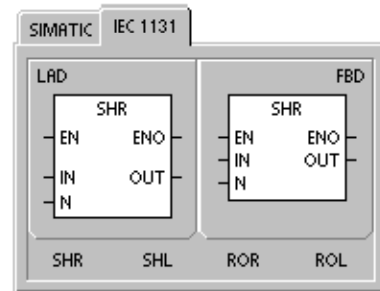 SIMATIC IEC 1131
LAD FBD
SHR SHR
EN ENO EN ENO
IN OUT
IN OUT N
N
SHR SHL ROR ROL